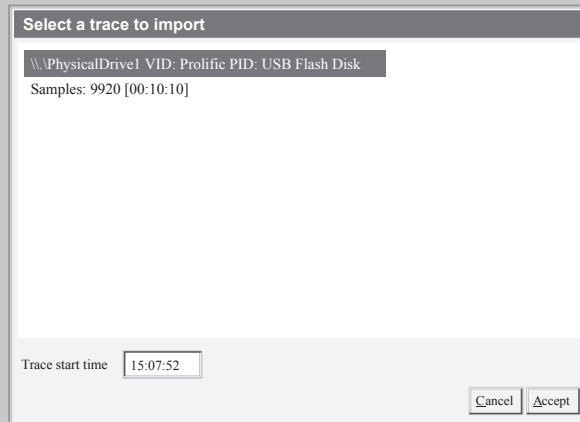 Select a trace to import
\\.\PhysicalDrive1 VID: Prolific PID: USB Flash Disk
Samples: 9920 [00:10:10]
Trace start time 15:07:52
Cancel Accept